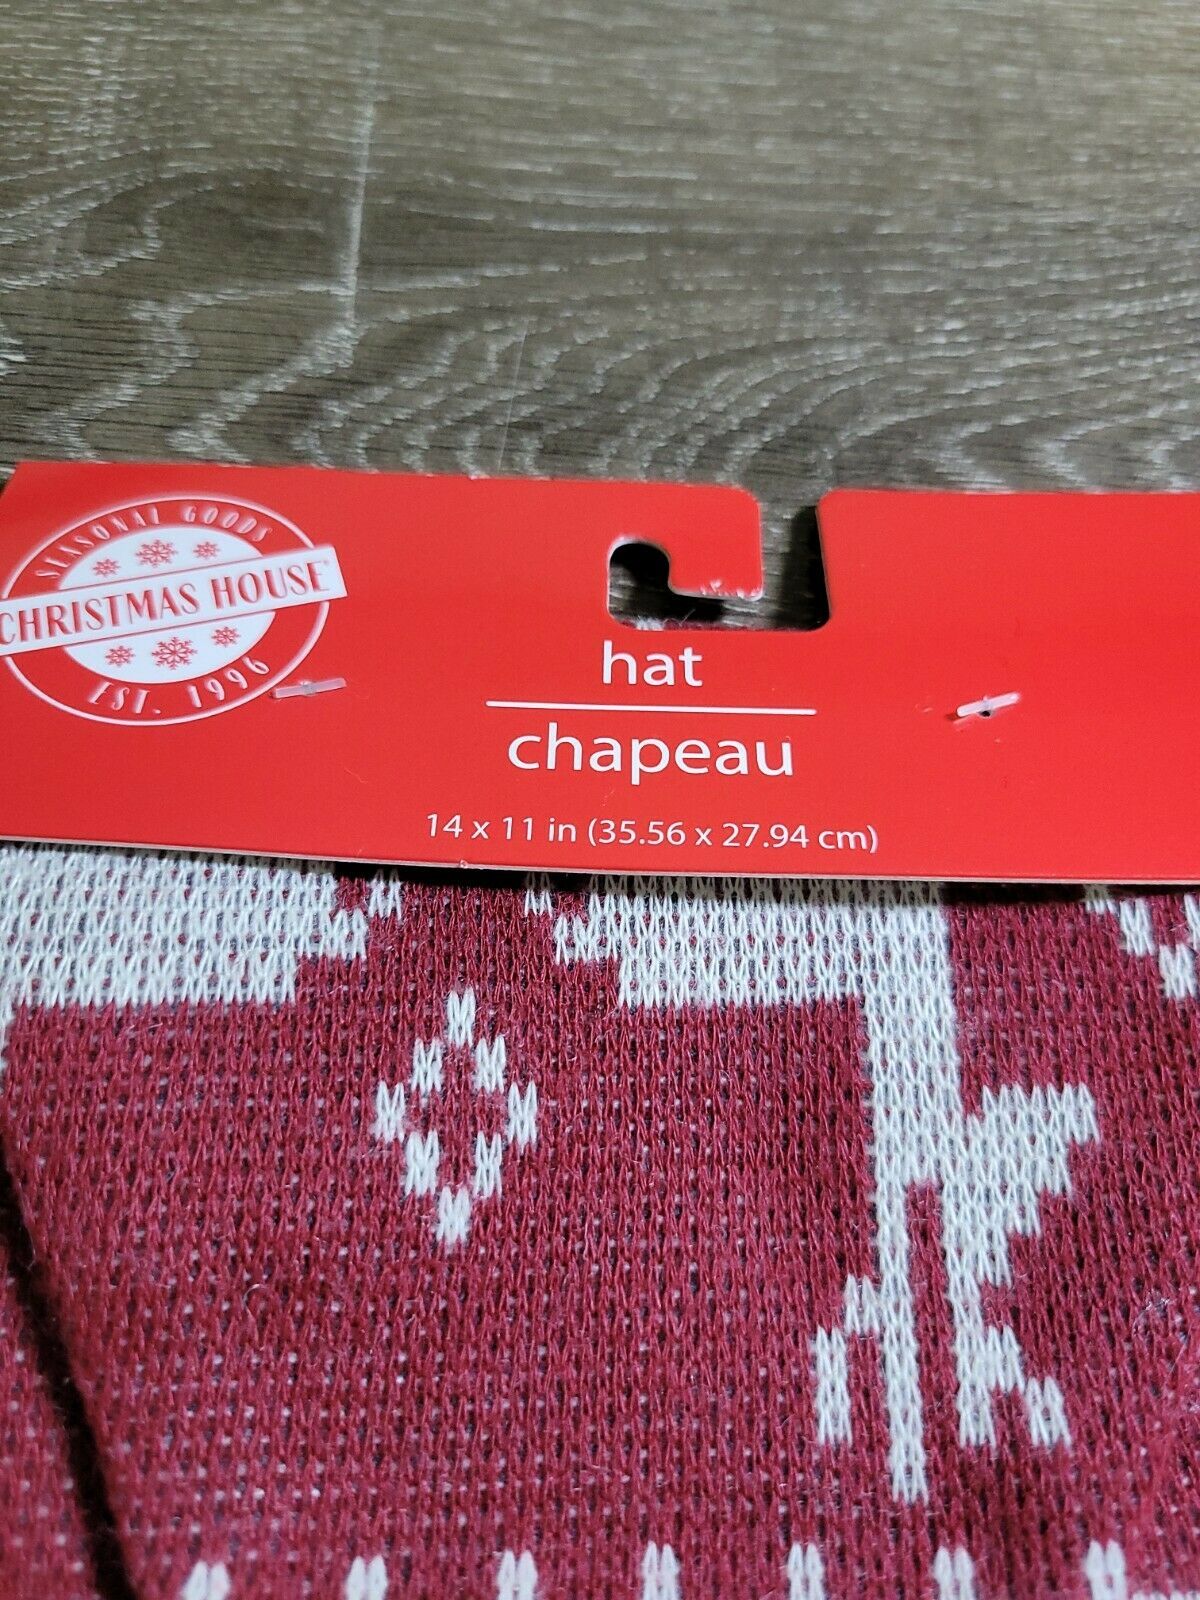 SEASONAL GOODS
CHRISTMAS HOUSE
EST. 1996
hat
chapeau
14 x 11 in (35.56 x 27.94 cm)